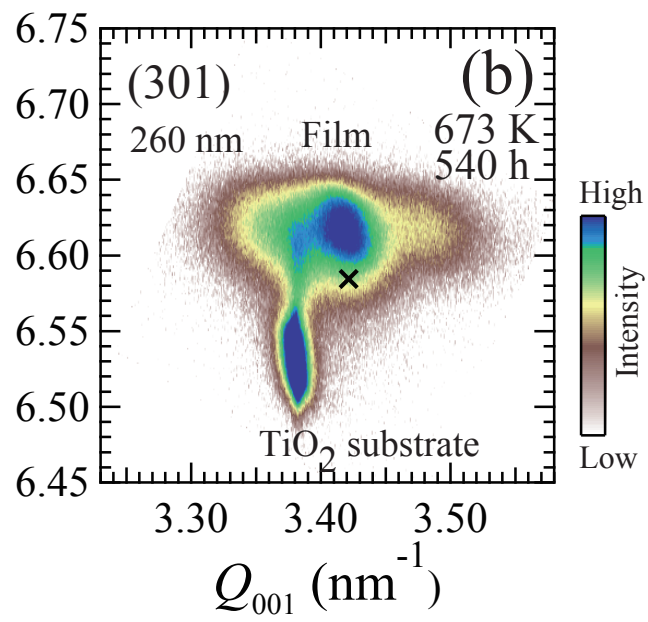 6.75
6.70
6.65
6.60
6.55
6.50
6.45
(301)
(b)
260 nm
Film
673 K
540 h
TiO₂ substrate
3.30 3.40 3.50
Q₀₀₁ (nm⁻¹)
High
Intensity
Low